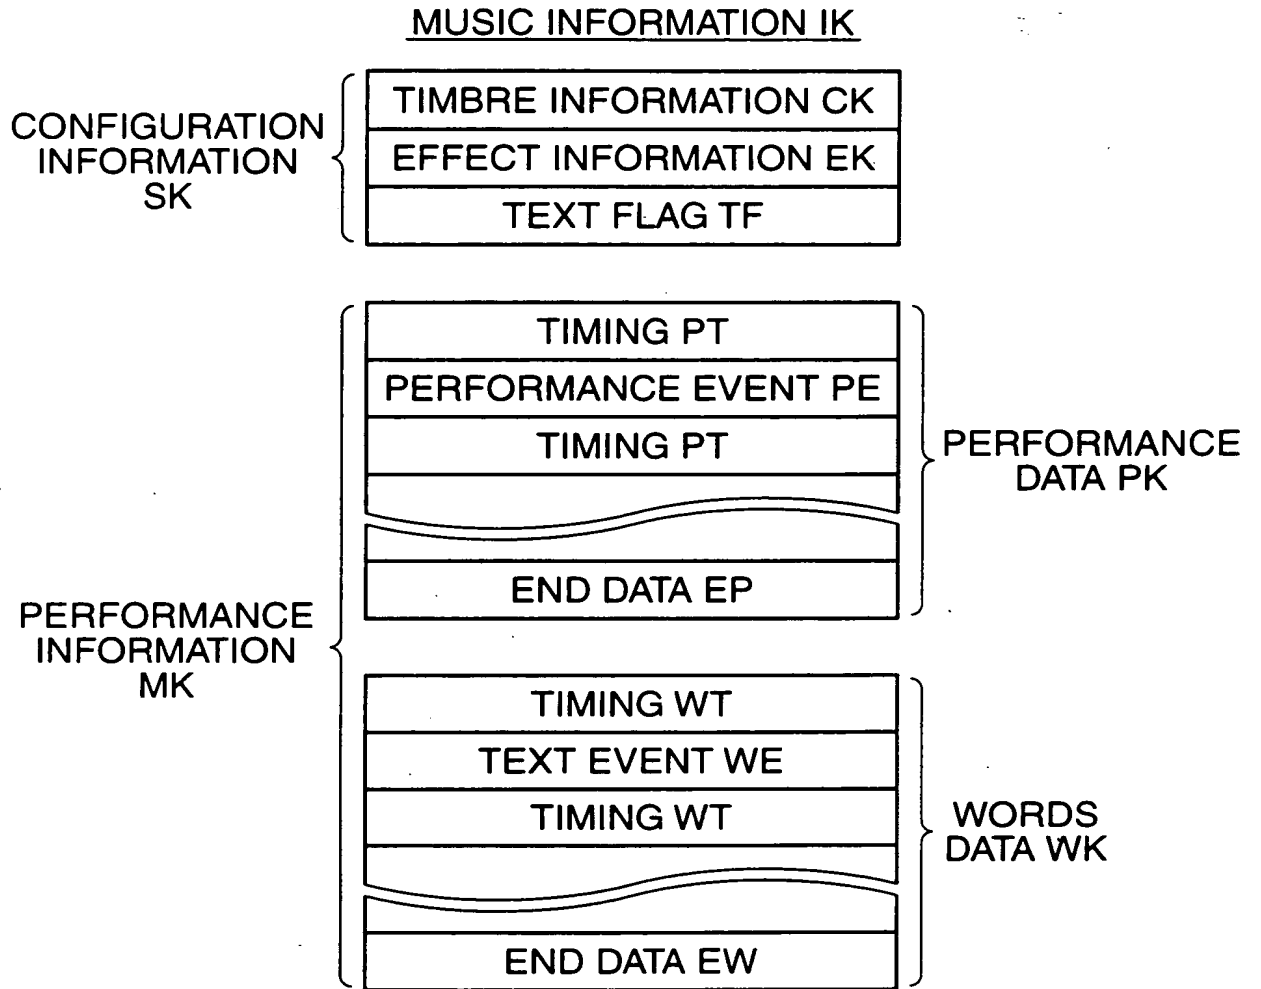 MUSIC INFORMATION IK
CONFIGURATION
INFORMATION
SK
TIMBRE INFORMATION CK
EFFECT INFORMATION EK
TEXT FLAG TF
PERFORMANCE
INFORMATION
MK
TIMING PT
PERFORMANCE EVENT PE
TIMING PT
END DATA EP
PERFORMANCE
DATA PK
TIMING WT
TEXT EVENT WE
TIMING WT
END DATA EW
WORDS
DATA WK